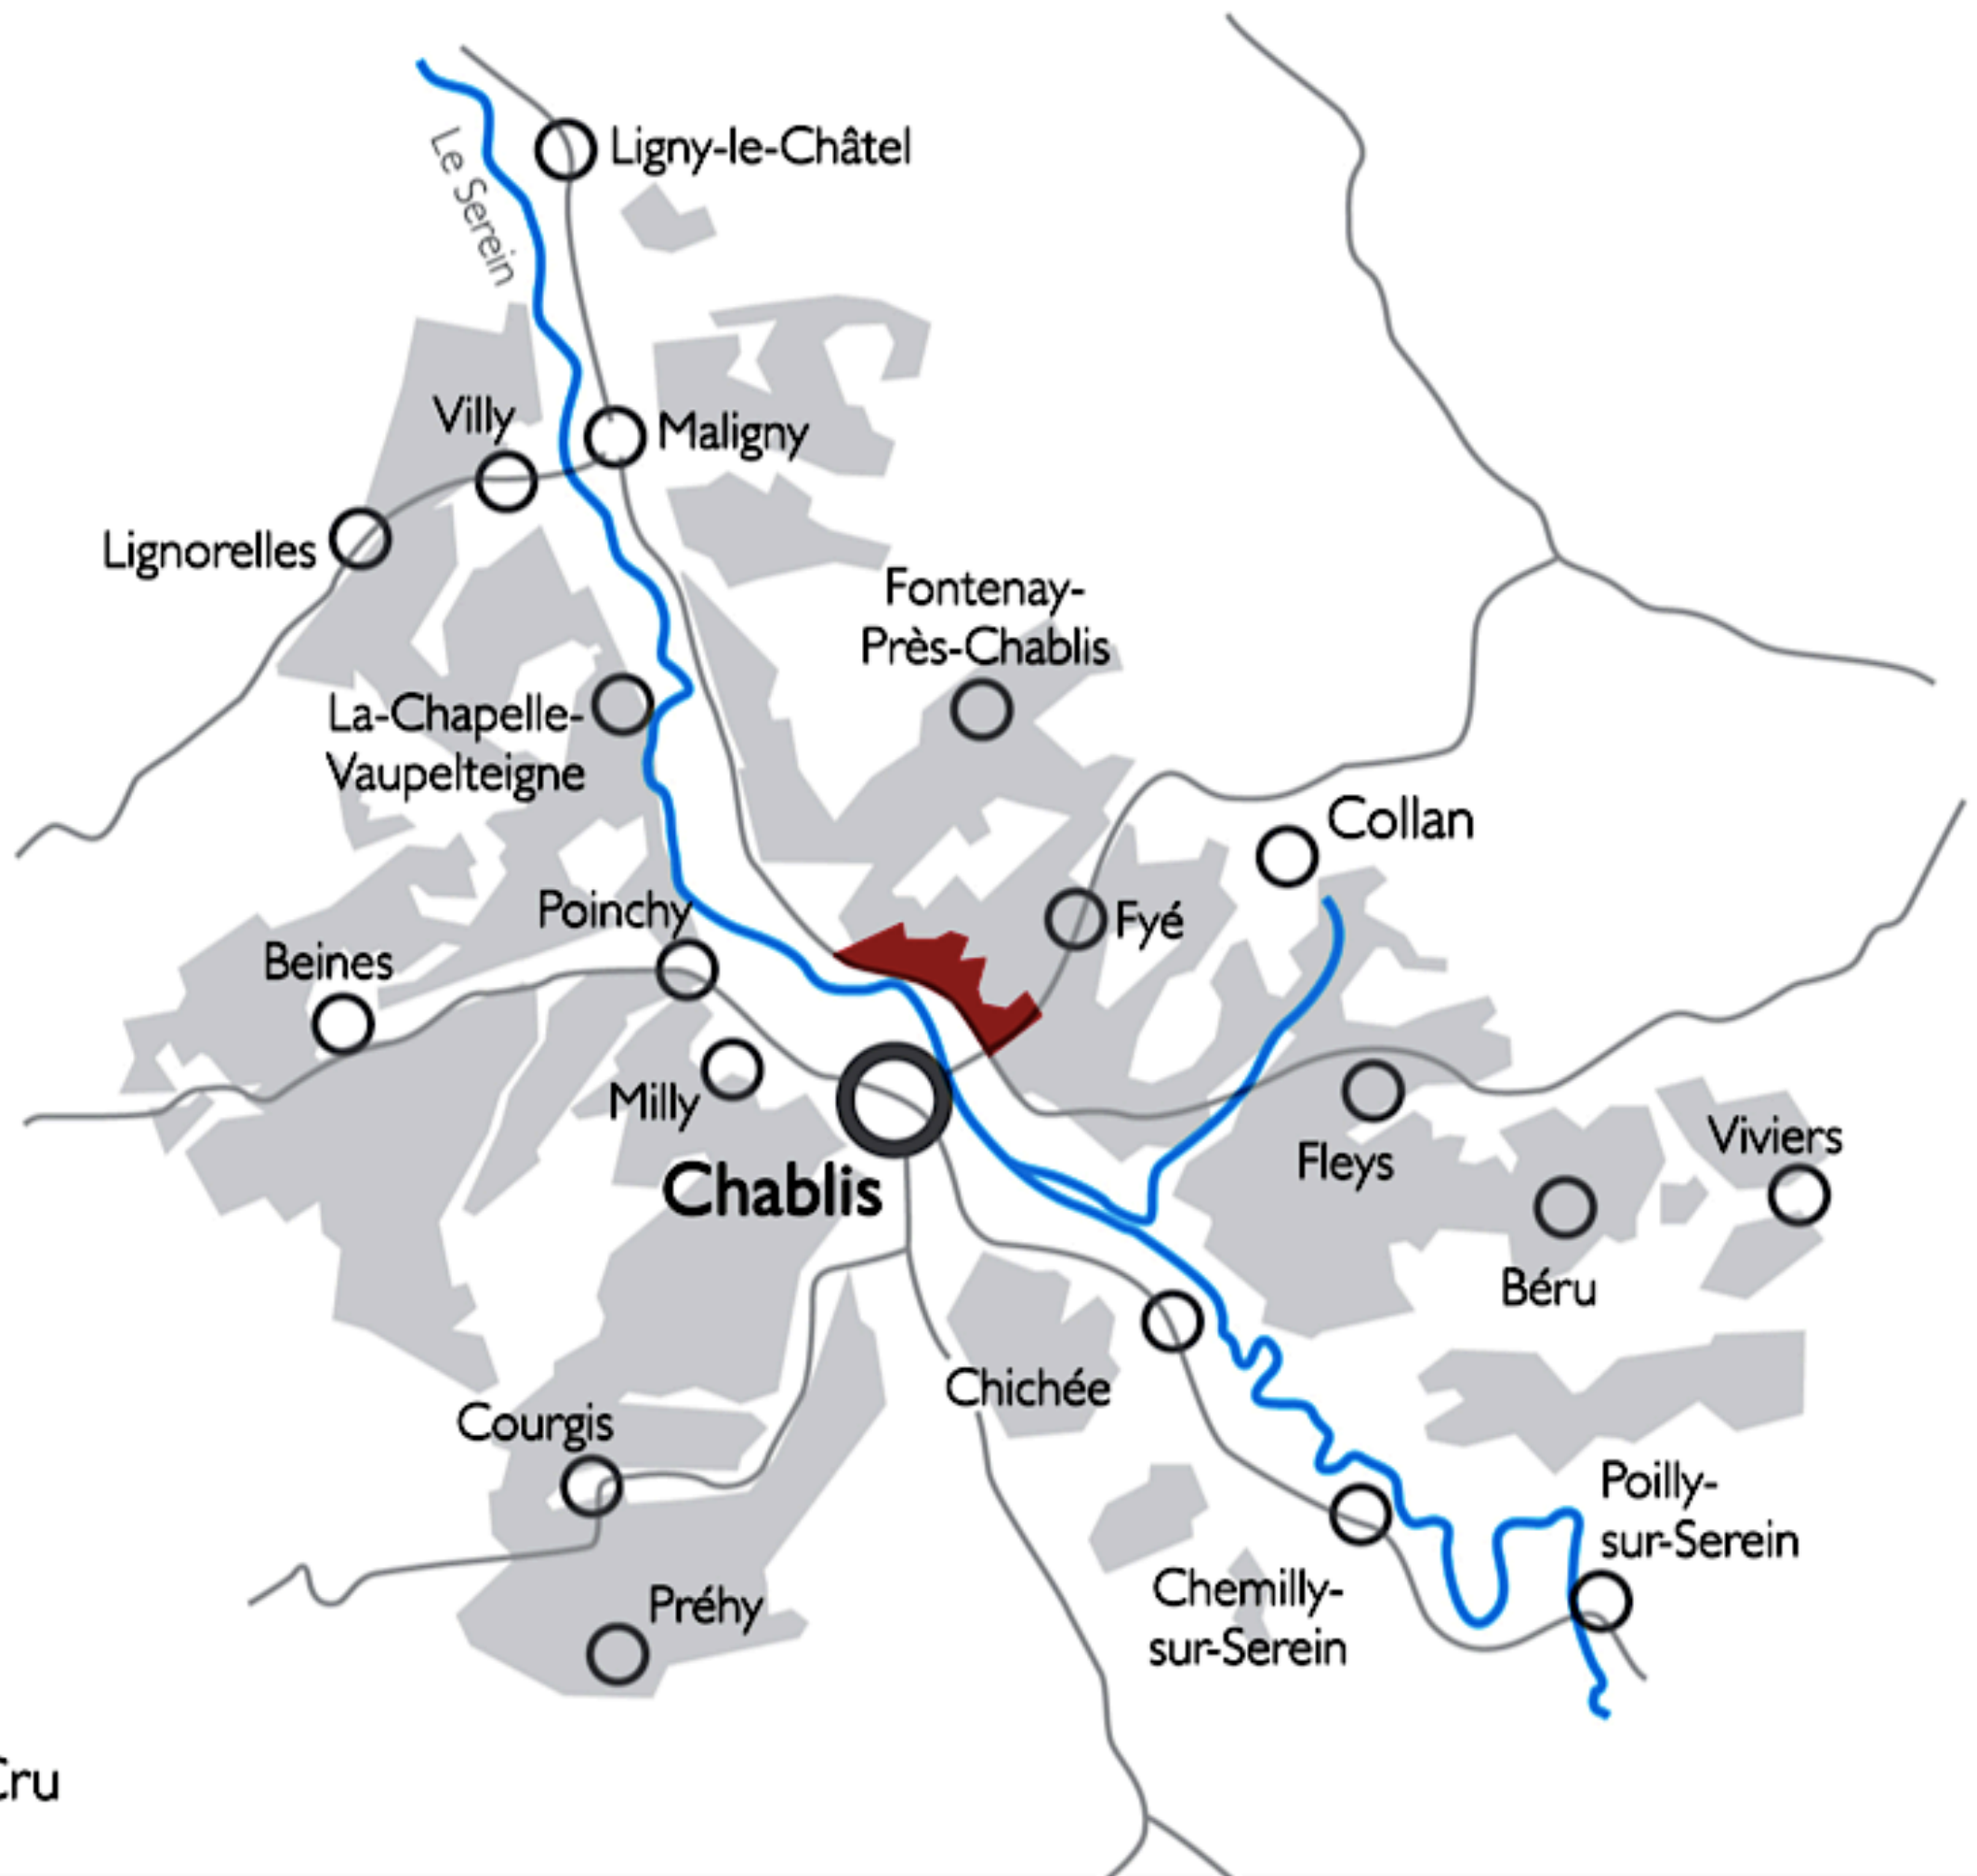 Le Serein
Ligny-le-Châtel
Villy
Maligny
Lignorelles
Fontenay-
Près-Chablis
La-Chapelle-
Vaupelteigne
Collan
Poinchy
Fyé
Beines
Milly
Chablis
Fleys
Viviers
Béru
Chichée
Courgis
Poilly-
sur-Serein
Chemilly-
sur-Serein
Préhy
Cru